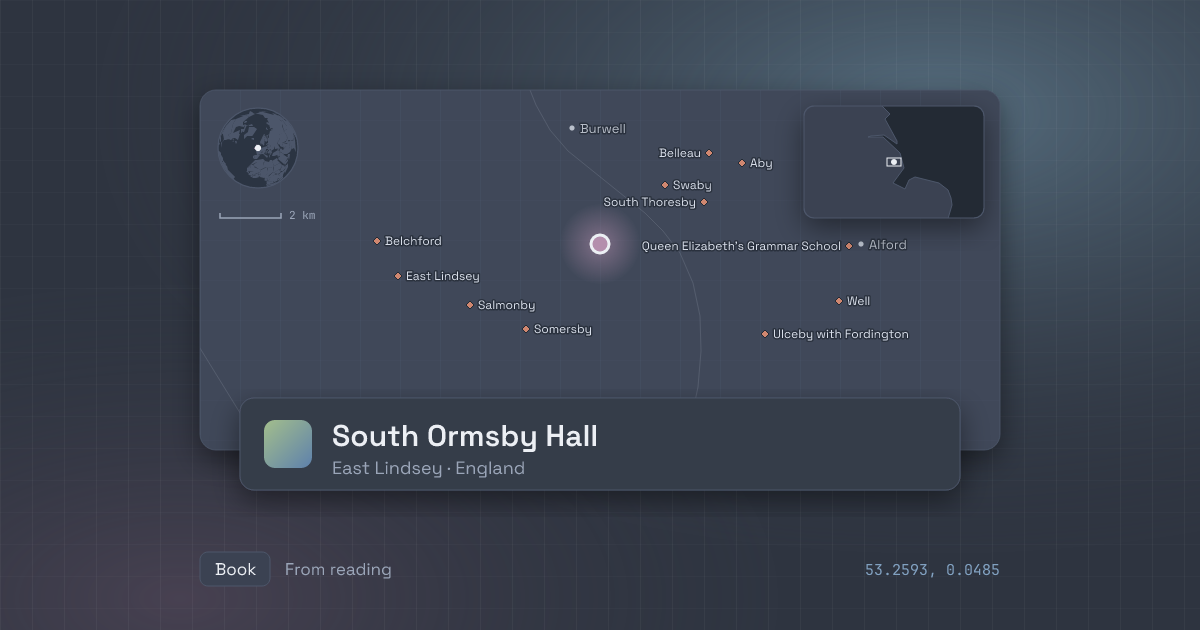 Burwell
Belleau
Aby
Swaby
South Thoresby
2 km
Belchford
Queen Elizabeth's Grammar School
Alford
East Lindsey
Salmonby
Well
Somersby
Ulceby with Fordington
South Ormsby Hall
East Lindsey · England
Book
From reading
53.2593, 0.0485